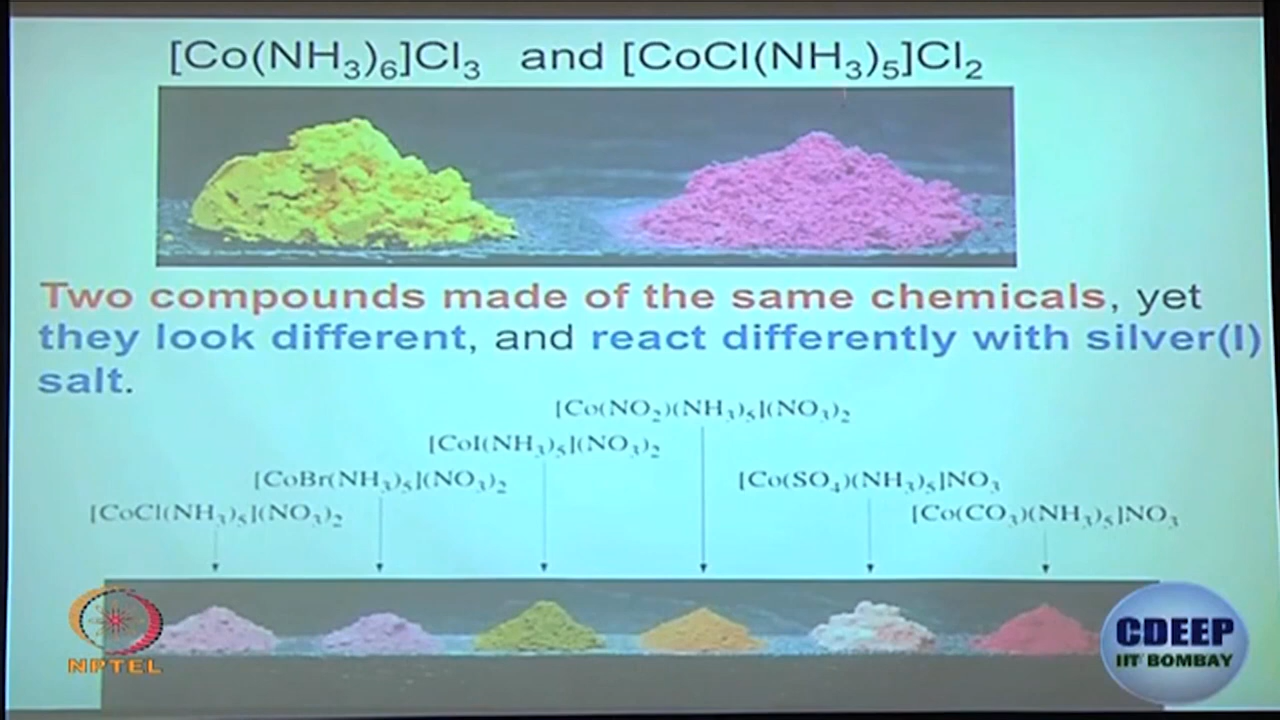 [Co(NH₃)₆]Cl₃ and [CoCl(NH₃)₅]Cl₂
Two compounds made of the same chemicals, yet
they look different, and react differently with silver(I)
salt.
[Co(NO₂)(NH₃)₅](NO₃)₂
[CoI(NH₃)₅](NO₃)₂
[CoBr(NH₃)₅](NO₃)₂
[Co(SO₄)(NH₃)₅]NO₃
[CoCl(NH₃)₅](NO₃)₂
[Co(CO₃)(NH₃)₅]NO₃
NPTEL
CDEEP
IIT BOMBAY